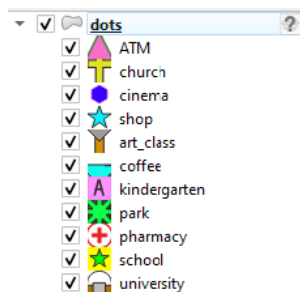 dots ?
ATM
church
cinema
shop
art_class
coffee
A kindergarten
park
pharmacy
school
university